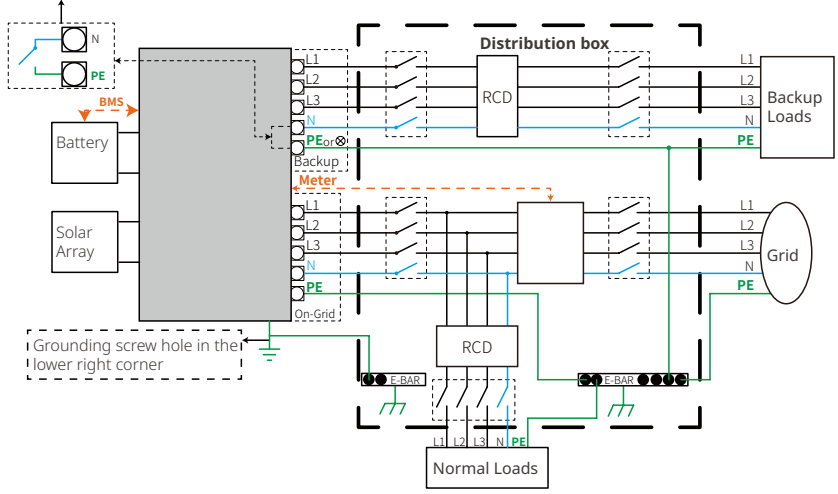 N
PE
BMS
Battery
Solar
Array
L1
L2
L3
N
PEor⊗
Backup
Meter
L1
L2
L3
N
PE
On-Grid
Grounding screw hole in the
lower right corner
Distribution box
RCD
L1
L2
L3
N
PE
Backup
Loads
L1
L2
L3
N
PE
Grid
RCD
E-BAR
E-BAR
L1 L2 L3 N PE
Normal Loads